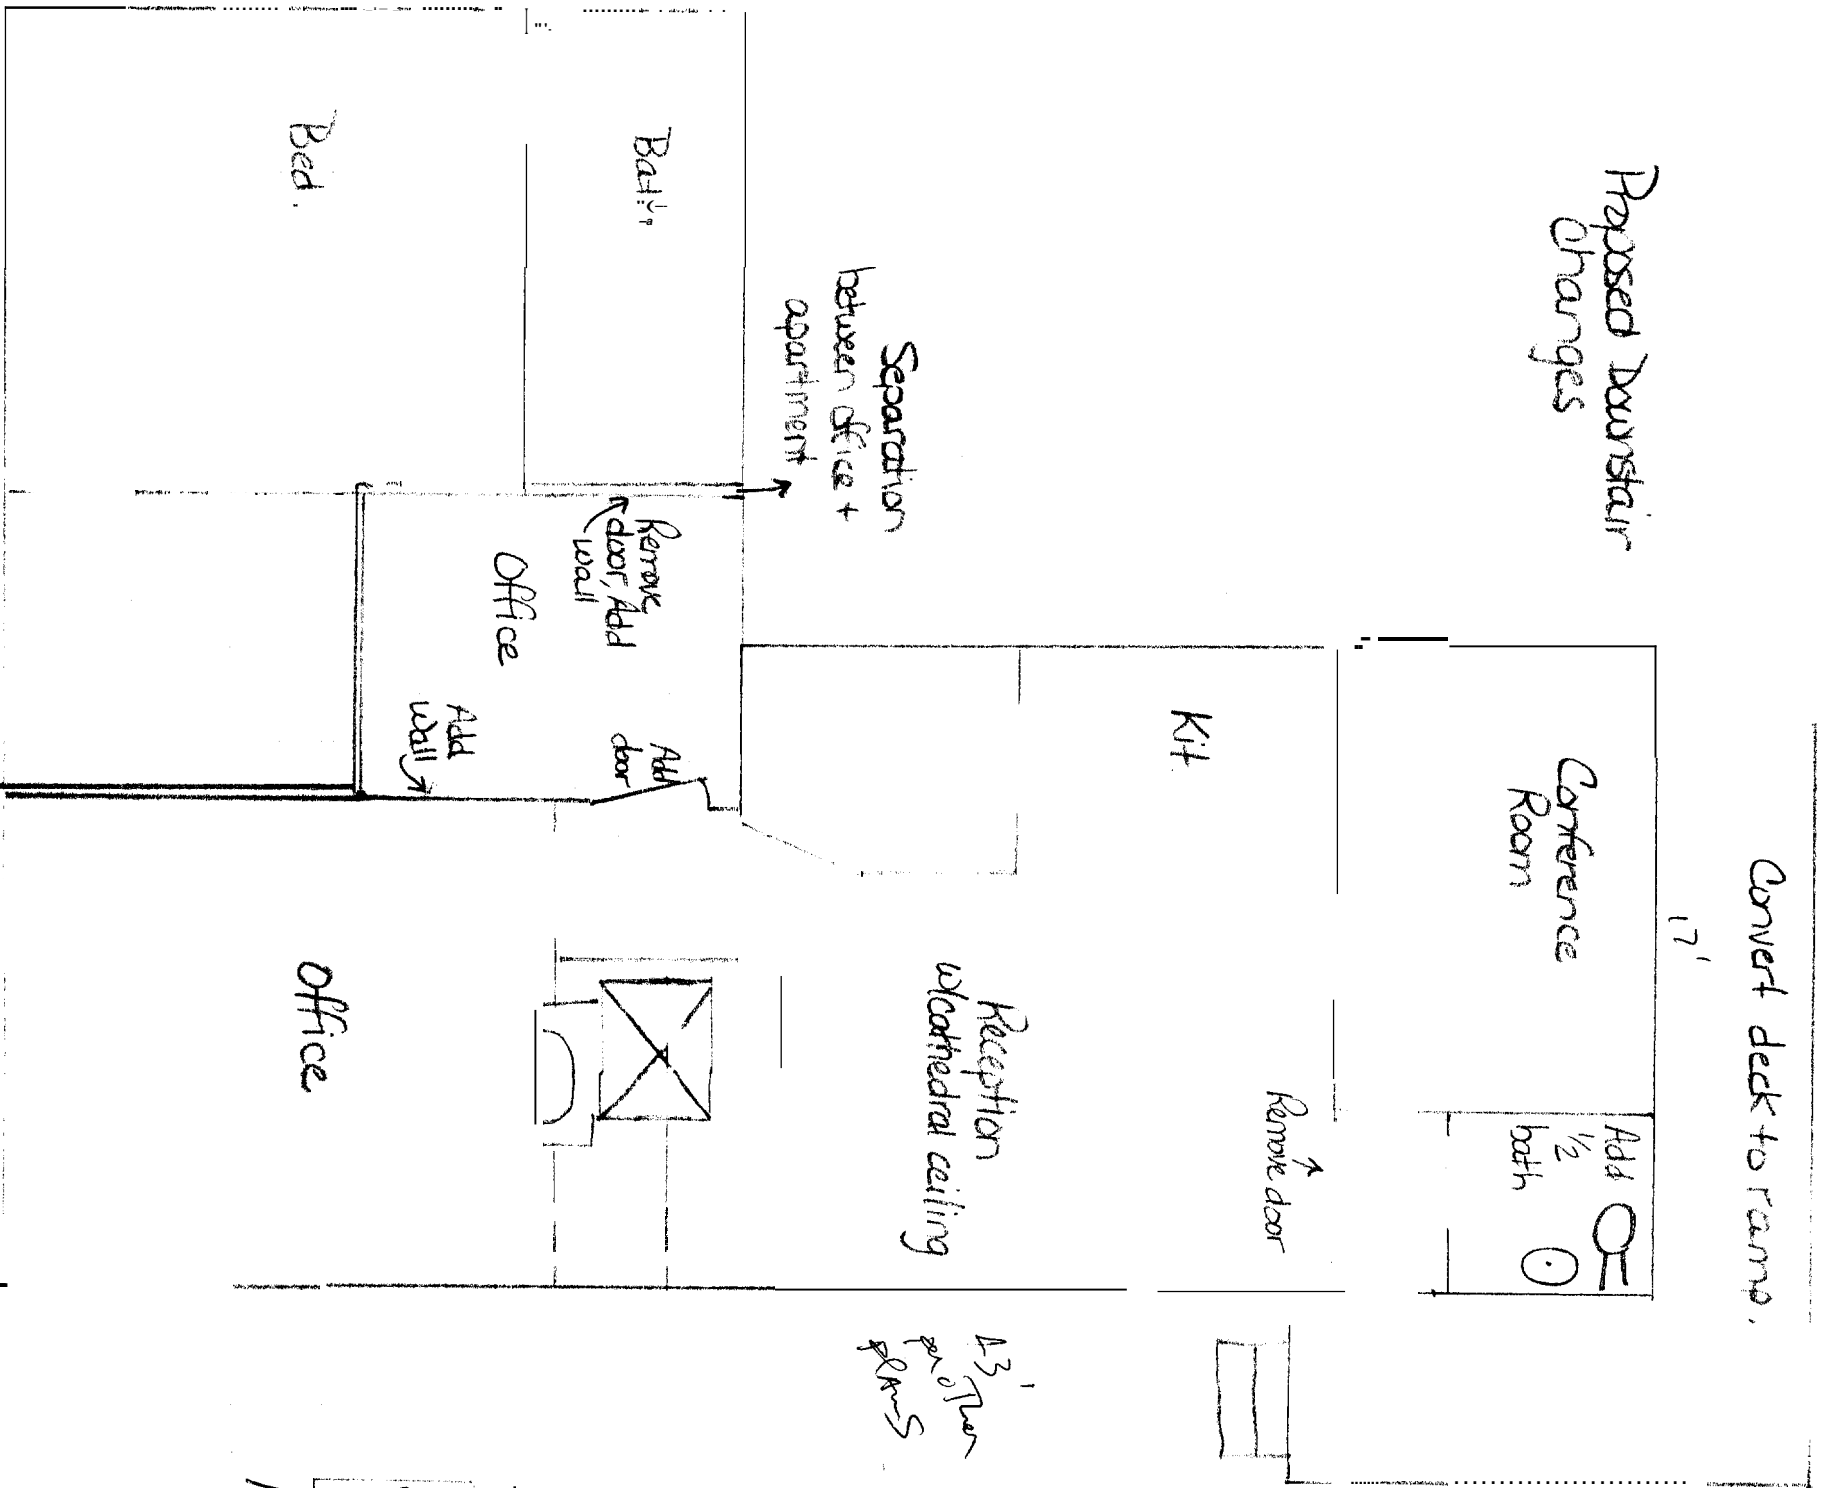 Proposed Downstair
Changes
Convert deck to ramp.
17'
Conference
Room
Add
1/2
bath
Remove door
Kit
Reception
w/cathedral ceiling
43'
per other
plans
Separation
between office +
apartment
Bath
Bed.
Remove
door, Add
wall
Office
Add
door
Add
wall
Office